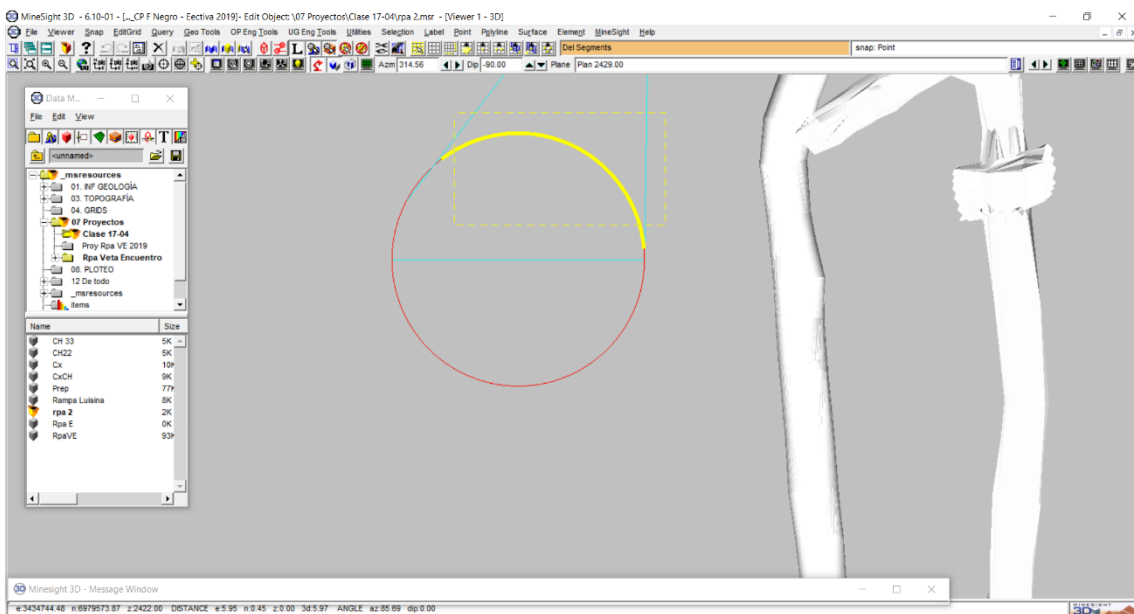 MineSight 3D - 6.10-01 - [..._CP F Negro - Eectiva 2019]- Edit Object: \07 Proyectos\Clase 17-04\rpa 2.msr - [Viewer 1 - 3D]
File Viewer Snap EditGrid Query Geo Tools OP Eng Tools UG Eng Tools Utilities Selection Label Point Polyline Surface Element MineSight Help
Del Segments
snap: Point
Azm 314.56 Dip -90.00 Plane Plan 2429.00
Data M...
File Edit View
<unnamed>
_msresources
01. INF GEOLOGÍA
03. TOPOGRAFÍA
04. GRIDS
07 Proyectos
Clase 17-04
Proy Rpa VE 2019
Rpa Veta Encuentro
08. PLOTEO
12 De todo
_msresources
items
Name Size
CH 33 5K
CH22 5K
Cx 10K
CxCH 9K
Prep 77K
Rampa Luisina 8K
rpa 2 2K
Rpa E 0K
RpaVE 93K
Minesight 3D - Message Window
e:3434744.48 n:6979573.87 z:2422.00 DISTANCE e:5.95 n:0.45 z:0.00 3d:5.97 ANGLE az:85.69 dip:0.00
MINESIGHT
3D